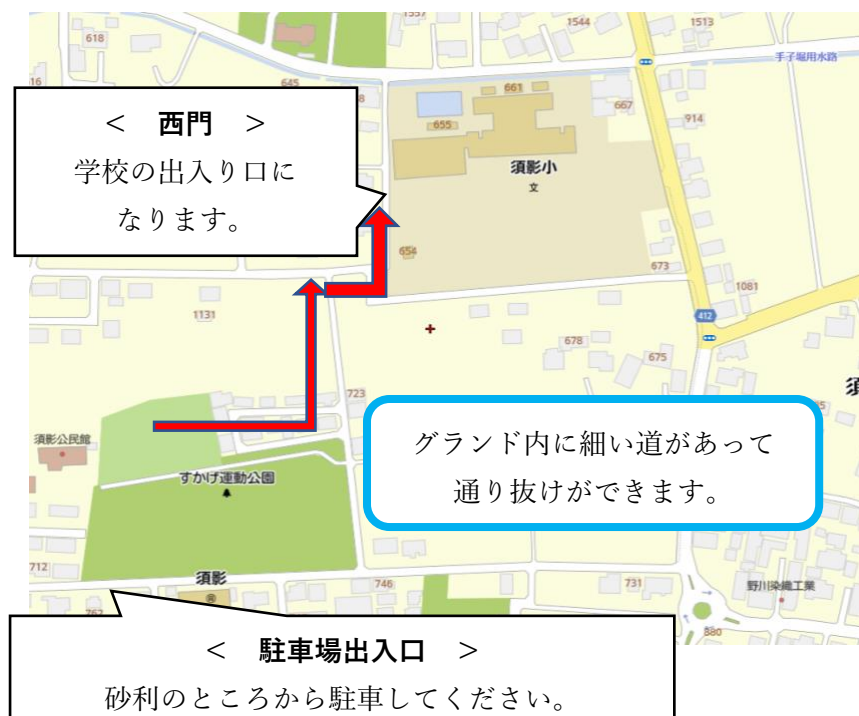 1557
1544
1513
618
手子堀用水路
16
645
661
667
914
655
< 西門 >
学校の出入り口に
なります。
須影小
文
654
673
1081
1131
412
678
675
723
須影公民館
すかげ運動公園
グランド内に細い道があって
通り抜けができます。
712
須影
746
731
野川染織工業
762
880
< 駐車場出入口 >
砂利のところから駐車してください。